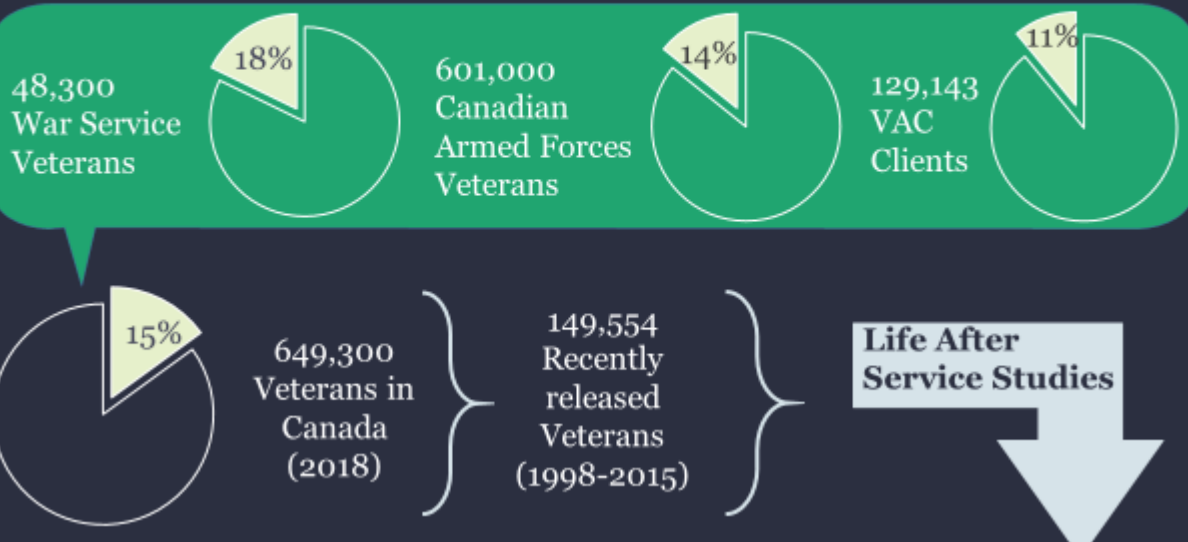 48,300
War Service
Veterans
18%
601,000
Canadian
Armed Forces
Veterans
14%
129,143
VAC
Clients
11%
15%
649,300
Veterans in
Canada
(2018)
149,554
Recently
released
Veterans
(1998-2015)
Life After
Service Studies